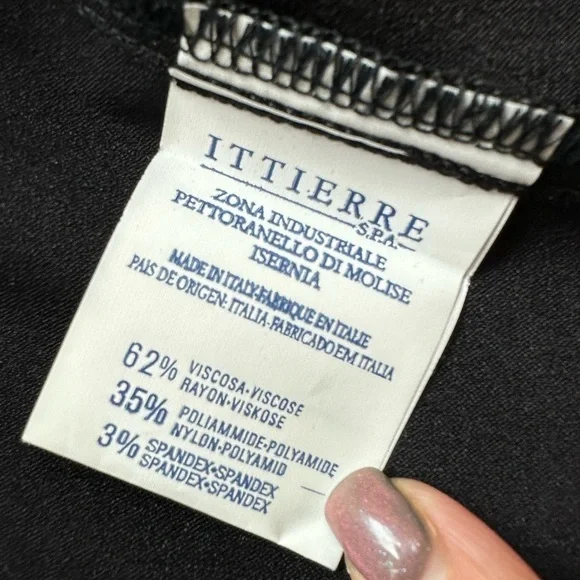 ITTIERRE
S.P.A.
ZONA INDUSTRIALE
PETTORANELLO DI MOLISE
ISERNIA
MADE IN ITALY-FABRIQUE EN ITALIE
PAIS DE ORIGEN: ITALIA-FABRICADO EM ITALIA
62% VISCOSA-VISCOSE
RAYON-VISKOSE
35% POLIAMMIDE-POLYAMIDE
NYLON-POLYAMID
3% SPANDEX-SPANDEX
SPANDEX-SPANDEX